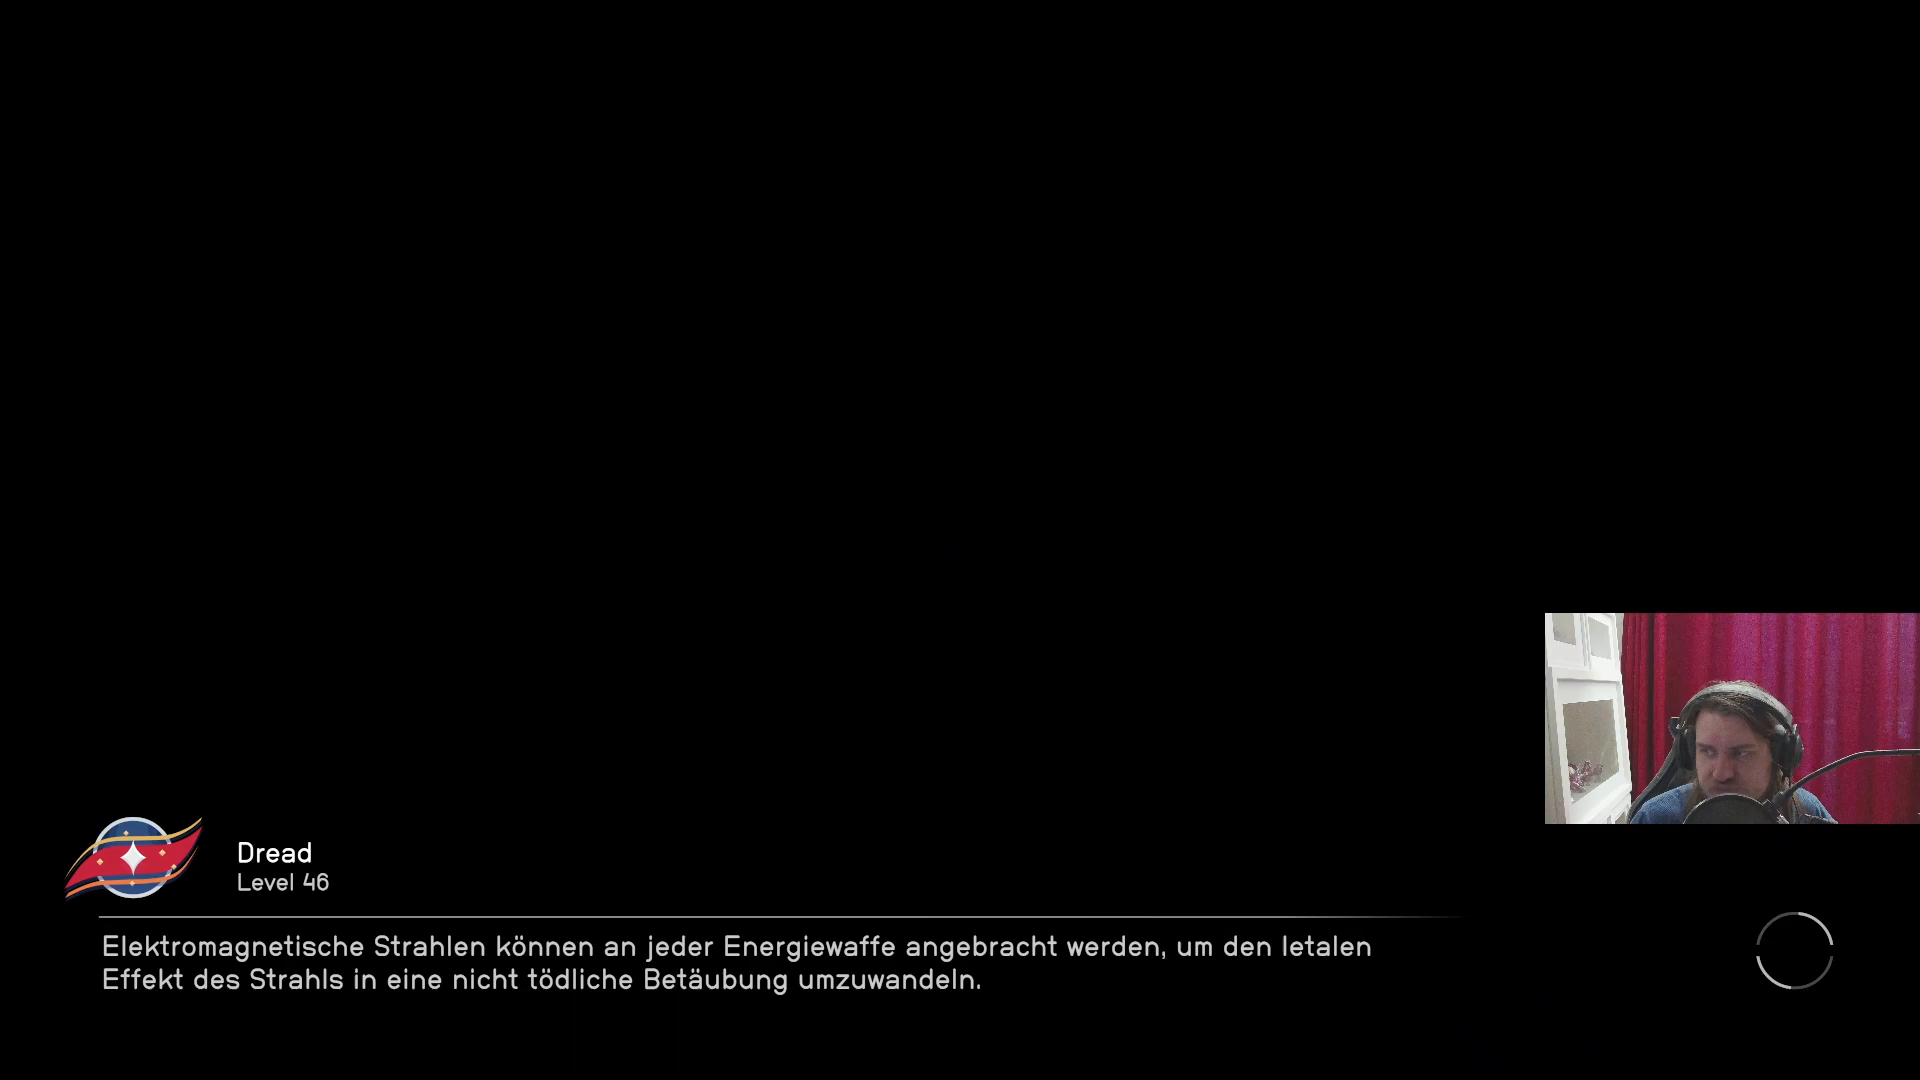 Dread
Level 46
Elektromagnetische Strahlen können an jeder Energiewaffe angebracht werden, um den letalen
Effekt des Strahls in eine nicht tödliche Betäubung umzuwandeln.